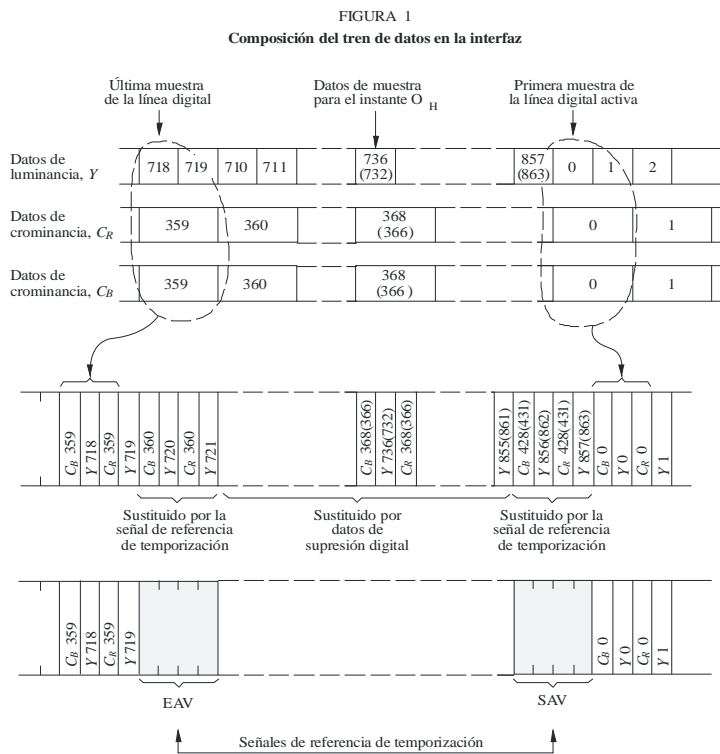 FIGURA 1
Composición del tren de datos en la interfaz
Última muestra
de la línea digital
Datos de muestra
para el instante O H
Primera muestra de
la línea digital activa
Datos de
luminancia, Y
718 719 710 711
736
(732)
857
(863)
0 1 2
Datos de
crominancia, CR
359 360
368
(366)
0 1
Datos de
crominancia, CB
359 360
368
(366)
0 1
CB 359
Y 718
CR 359
Y 719
CB 360
Y 720
CR 360
Y 721
CB 368(366)
Y 736(732)
CR 368(366)
Y 855(861)
CB 428(431)
Y 856(862)
CR 428(431)
Y 857(863)
CB 0
Y 0
CR 0
Y 1
Sustituido por la
señal de referencia
de temporización
Sustituido por
datos de
supresión digital
Sustituido por la
señal de referencia
de temporización
CB 359
Y 718
CR 359
Y 719
CB 0
Y 0
CR 0
Y 1
EAV
SAV
Señales de referencia de temporización